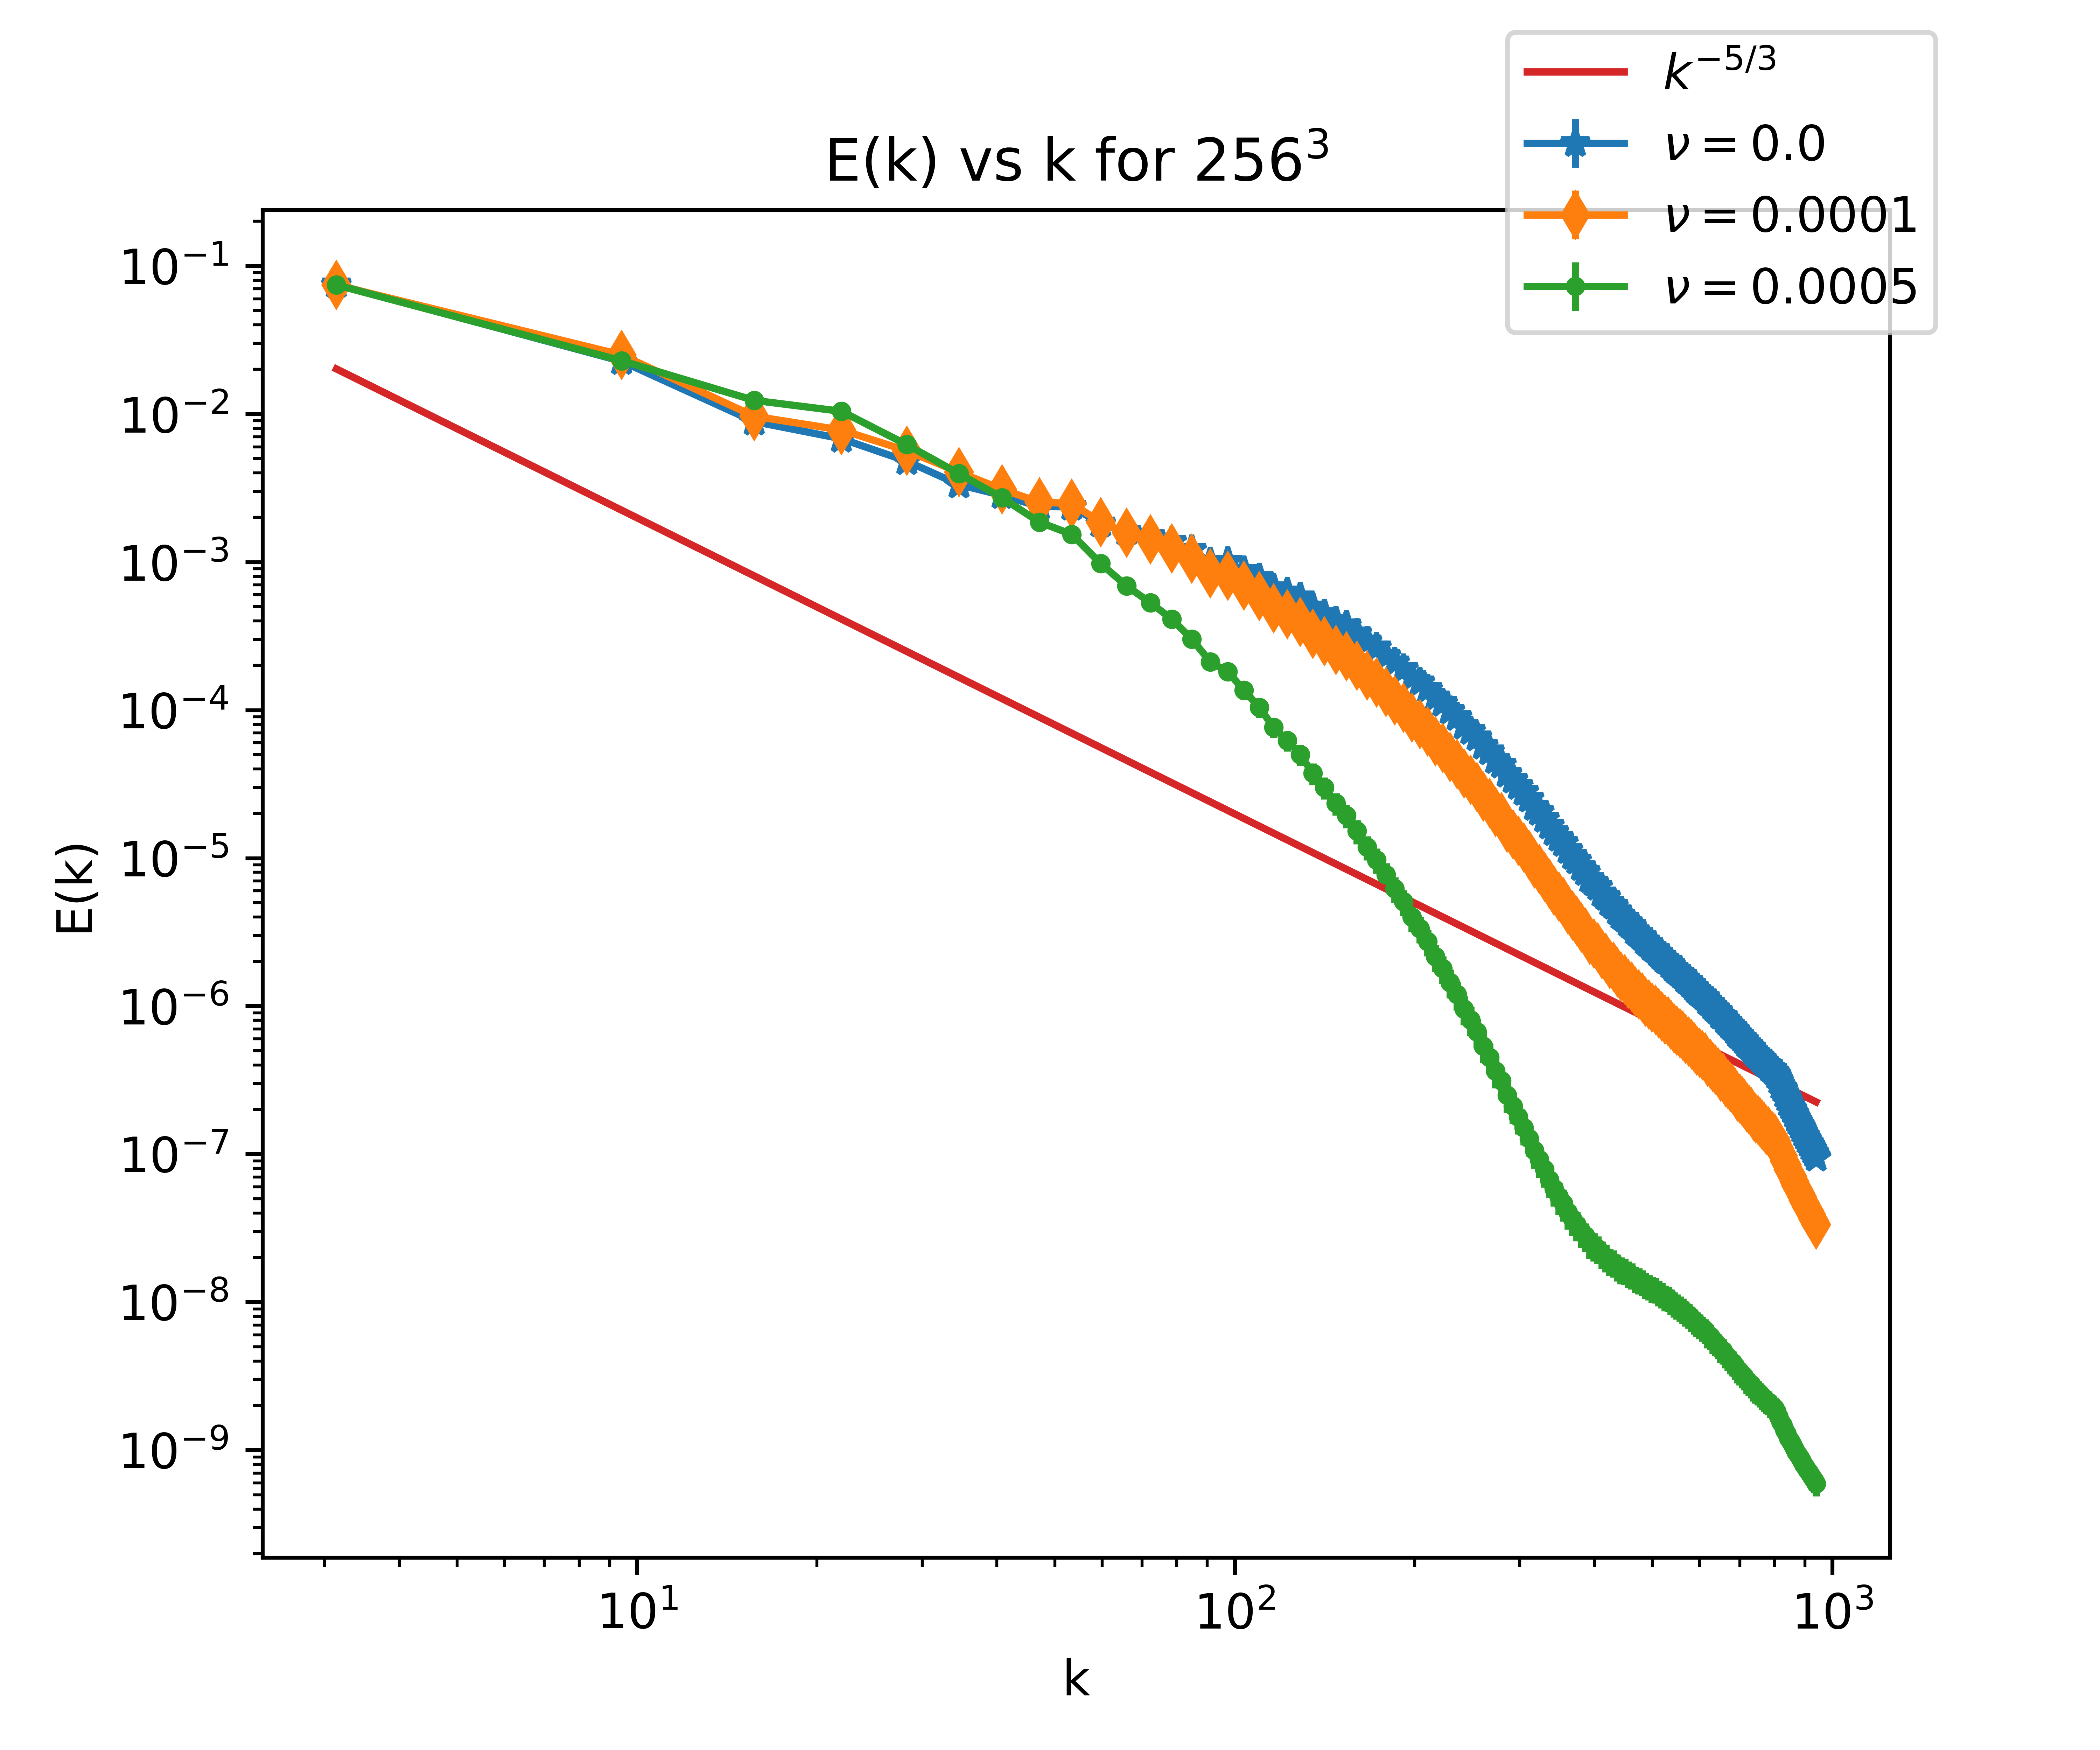 k^{-5/3}
ν = 0.0
ν = 0.0001
ν = 0.0005
E(k) vs k for 256³
10⁻¹
10⁻²
10⁻³
10⁻⁴
10⁻⁵
10⁻⁶
10⁻⁷
10⁻⁸
10⁻⁹
E(k)
10¹ 10² 10³
k